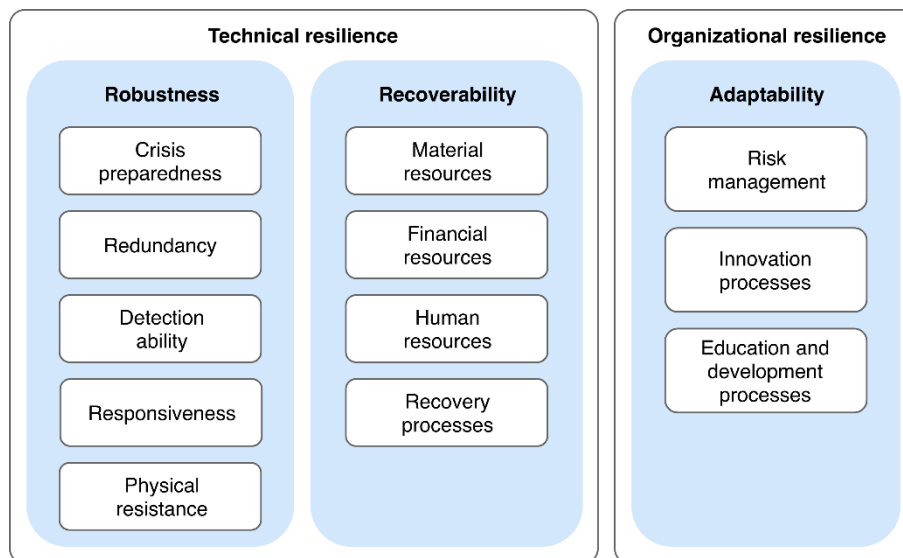 Technical resilience
Robustness
Crisis
preparedness
Redundancy
Detection
ability
Responsiveness
Physical
resistance
Recoverability
Material
resources
Financial
resources
Human
resources
Recovery
processes
Organizational resilience
Adaptability
Risk
management
Innovation
processes
Education and
development
processes